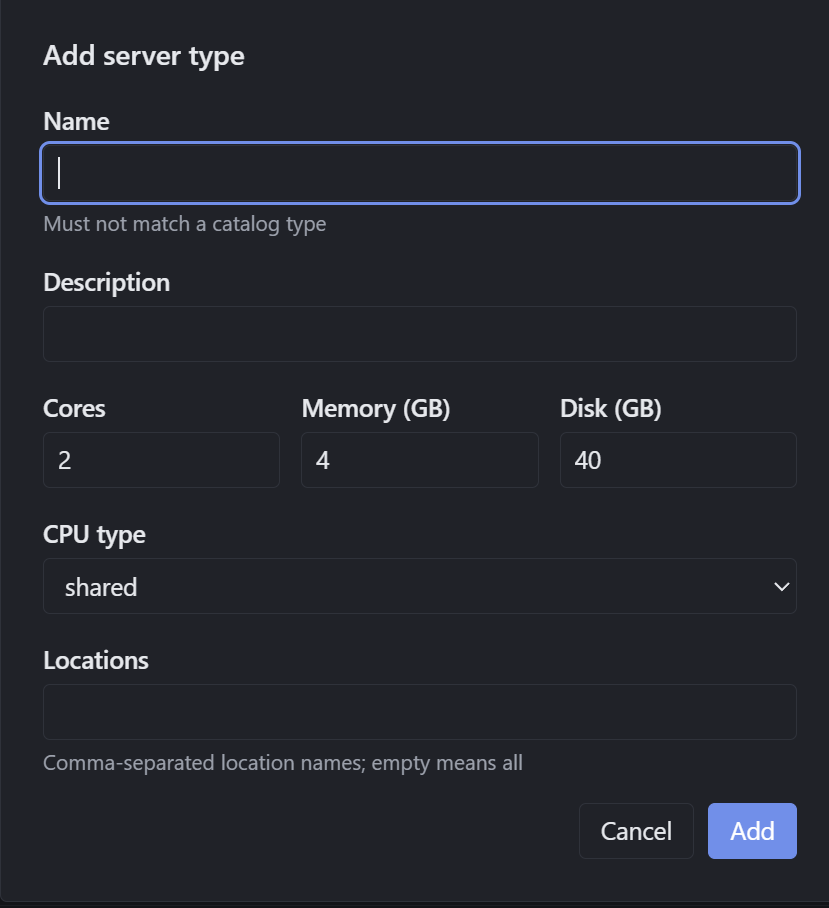 Add server type
Name
Must not match a catalog type
Description
Cores Memory (GB) Disk (GB)
2 4 40
CPU type
shared
Locations
Comma-separated location names; empty means all
Cancel Add